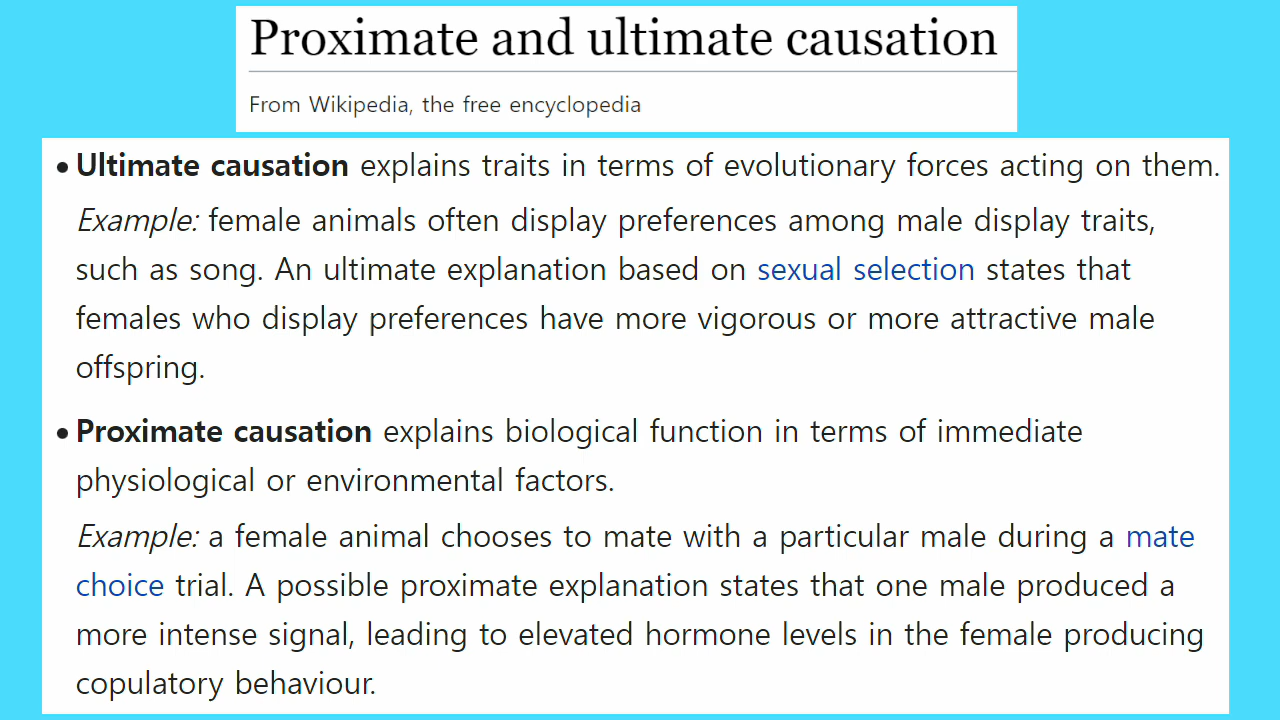 Proximate and ultimate causation
From Wikipedia, the free encyclopedia
• Ultimate causation explains traits in terms of evolutionary forces acting on them.
Example: female animals often display preferences among male display traits,
such as song. An ultimate explanation based on sexual selection states that
females who display preferences have more vigorous or more attractive male
offspring.
• Proximate causation explains biological function in terms of immediate
physiological or environmental factors.
Example: a female animal chooses to mate with a particular male during a mate
choice trial. A possible proximate explanation states that one male produced a
more intense signal, leading to elevated hormone levels in the female producing
copulatory behaviour.